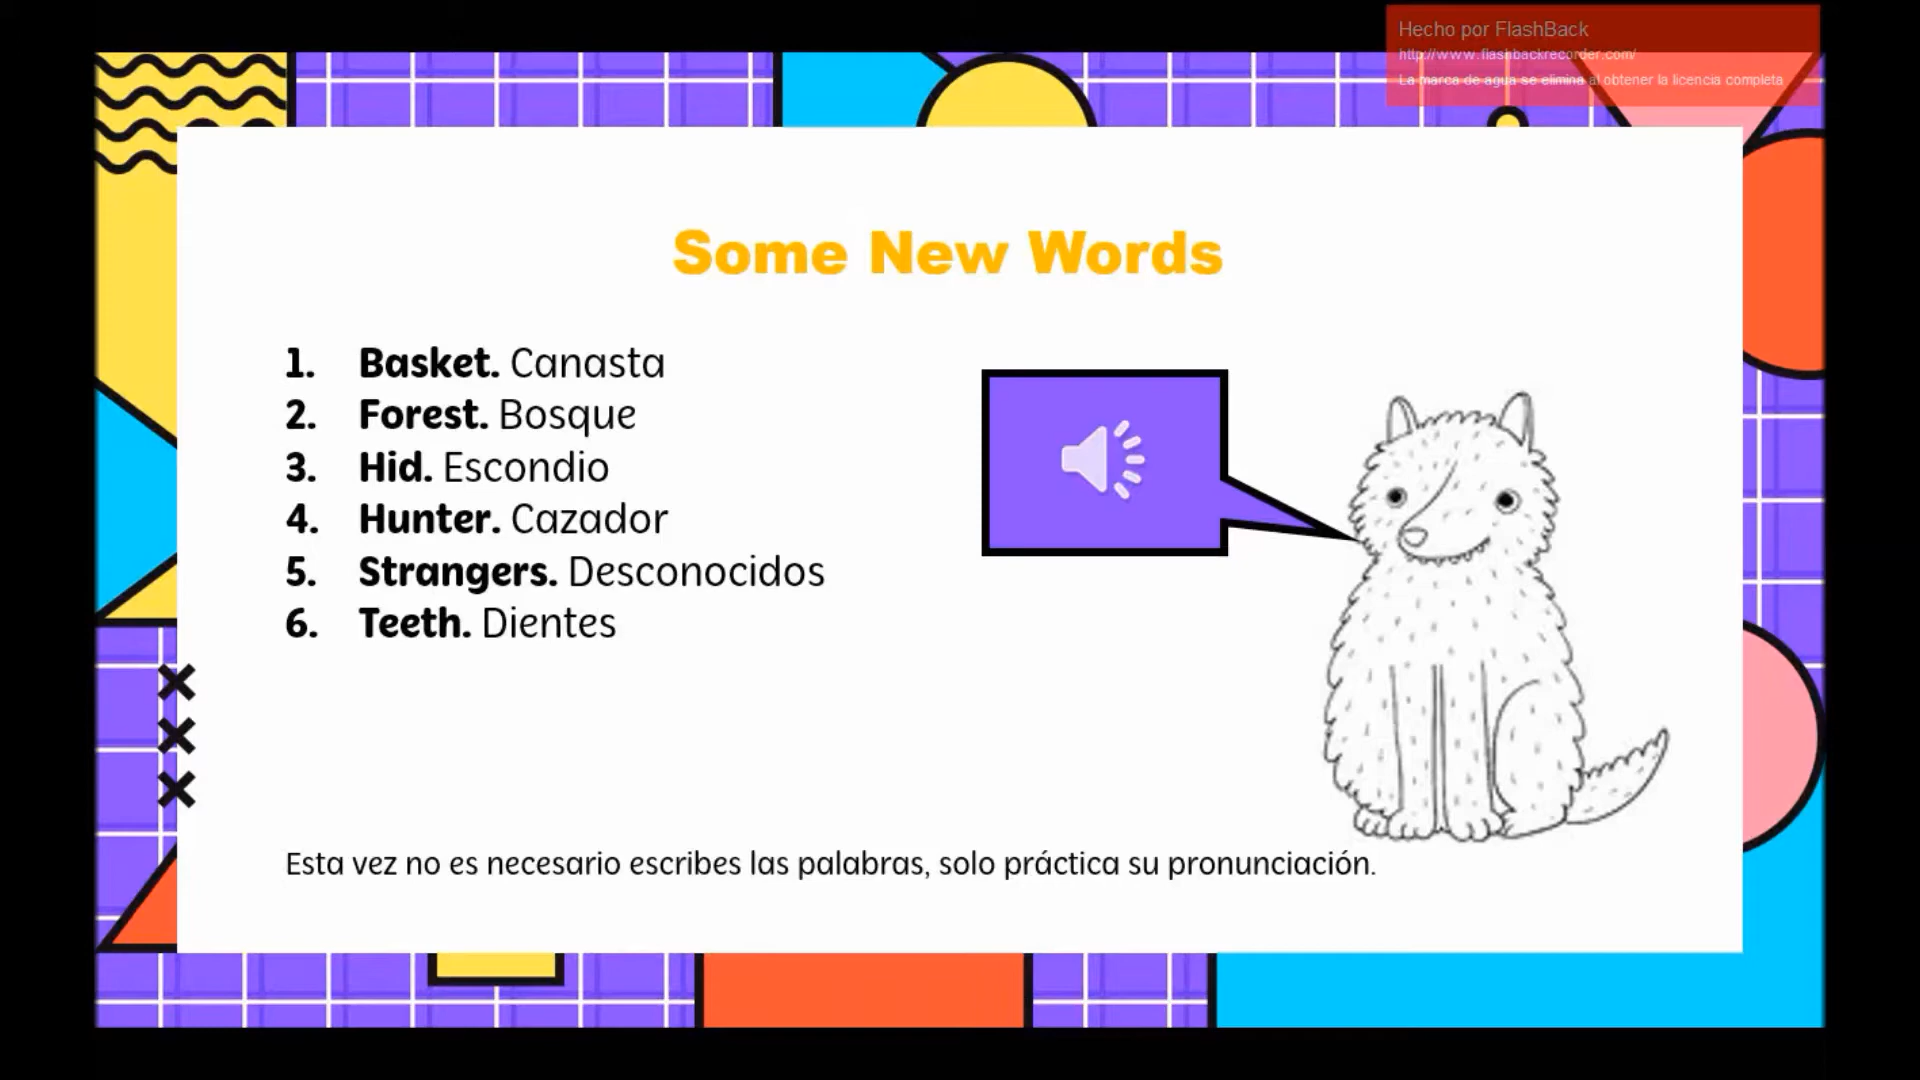 Hecho por FlashBack
http://www.flashbackrecorder.com/
La marca de agua se elimina al obtener la licencia completa
Some New Words
1. Basket. Canasta
2. Forest. Bosque
3. Hid. Escondio
4. Hunter. Cazador
5. Strangers. Desconocidos
6. Teeth. Dientes
Esta vez no es necesario escribes las palabras, solo práctica su pronunciación.